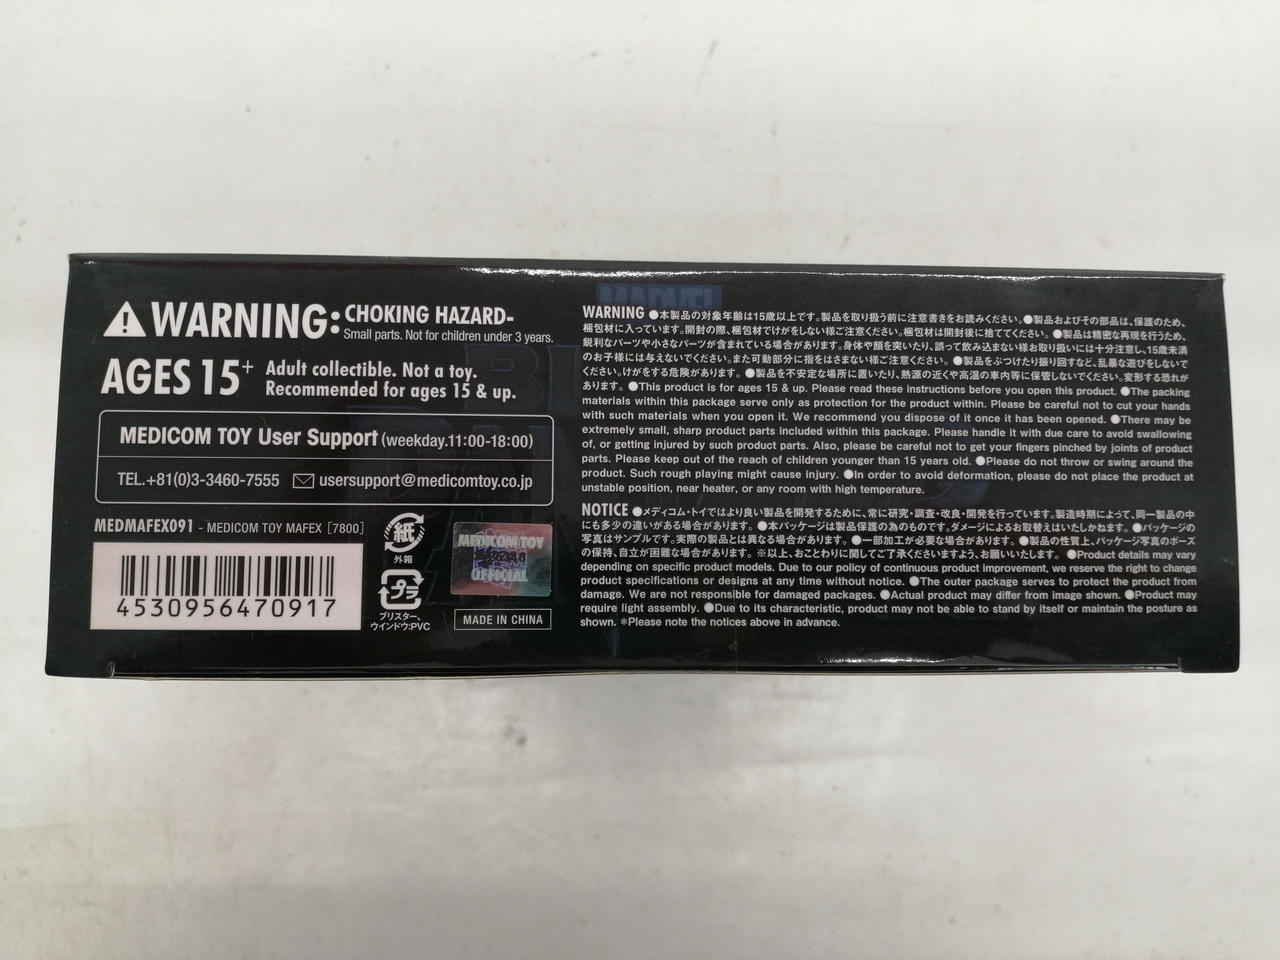 WARNING: CHOKING HAZARD-
Small parts. Not for children under 3 years.
AGES 15+
Adult collectible. Not a toy.
Recommended for ages 15 & up.
MEDICOM TOY User Support (weekday.11:00-18:00)
TEL.+81(0)3-3460-7555 usersupport@medicomtoy.co.jp
MEDMAFEX091 - MEDICOM TOY MAFEX [7800]
4530956470917
紙
外箱
プラ
ブリスター、
ウインドウ:PVC
MEDICOM TOY
OFFICIAL
MADE IN CHINA
MARVEL
WARNING ●本製品の対象年齢は15歳以上です。製品を取り扱う前に注意書きをお読みください。●製品およびその部品は、保護のため、
梱包材に入っています。開封の際、梱包材でけがをしない様ご注意ください。梱包材は開封後に捨ててください。●製品は精密な再現を行うため、
鋭利なパーツや小さなパーツが含まれている場合があります。身体や顔を突いたり、誤って飲み込まない様お取り扱いには十分注意し、15歳未満
のお子様には与えないでください。また可動部分に指をはさまない様ご注意ください。●製品をぶつけたり振り回すなど、乱暴な遊びをしないで
ください。けがをする危険があります。●製品を不安定な場所に置いたり、熱源の近くや高温の車内等に保管しないでください。変形する恐れが
あります。●This product is for ages 15 & up. Please read these instructions before you open this product. ●The packing
materials within this package serve only as protection for the product within. Please be careful not to cut your hands
with such materials when you open it. We recommend you dispose of it once it has been opened. ●There may be
extremely small, sharp product parts included within this package. Please handle it with due care to avoid swallowing
of, or getting injured by such product parts. Also, please be careful not to get your fingers pinched by joints of product
parts. Please keep out of the reach of children younger than 15 years old. ●Please do not throw or swing around the
product. Such rough playing might cause injury. ●In order to avoid deformation, please do not place the product at
unstable position, near heater, or any room with high temperature.
NOTICE ●メディコム・トイではより良い製品を開発するために、常に研究・調査・改良・開発を行っています。製造時期によって、同一製品の中
にも多少の違いがある場合があります。●本パッケージは製品保護の為のものです。ダメージによるお取替えはいたしかねます。●パッケージの
写真はサンプルです。実際の製品とは異なる場合があります。●一部加工が必要な場合があります。●製品の性質上、パッケージ写真のポーズ
の保持、自立が困難な場合があります。※以上、おことわりに関してご了承くださいますよう、お願いいたします。●Product details may vary
depending on specific product models. Due to our policy of continuous product improvement, we reserve the right to change
product specifications or designs at any time without notice. ●The outer package serves to protect the product from
damage. We are not responsible for damaged packages. ●Actual product may differ from image shown. ●Product may
require light assembly. ●Due to its characteristic, product may not be able to stand by itself or maintain the posture as
shown. *Please note the notices above in advance.